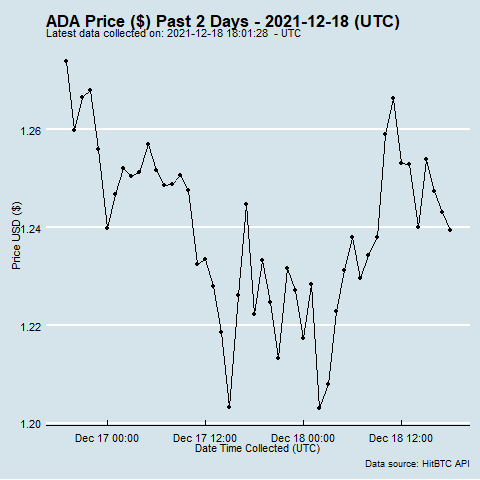 ADA Price ($) Past 2 Days - 2021-12-18 (UTC)
Latest data collected on: 2021-12-18 18:01:28 - UTC
1.26
1.24
1.22
1.20
Price USD ($)
Dec 17 00:00 Dec 17 12:00 Dec 18 00:00 Dec 18 12:00
Date Time Collected (UTC)
Data source: HitBTC API